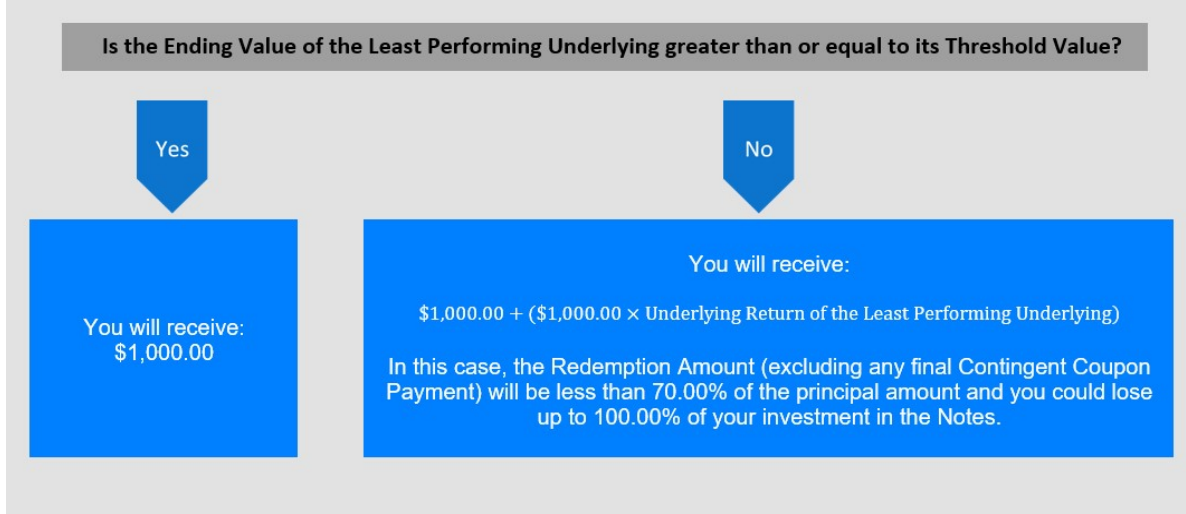 Is the Ending Value of the Least Performing Underlying greater than or equal to its Threshold Value?
Yes
No
You will receive:
$1,000.00
You will receive:
$1,000.00 + ($1,000.00 × Underlying Return of the Least Performing Underlying)
In this case, the Redemption Amount (excluding any final Contingent Coupon
Payment) will be less than 70.00% of the principal amount and you could lose
up to 100.00% of your investment in the Notes.